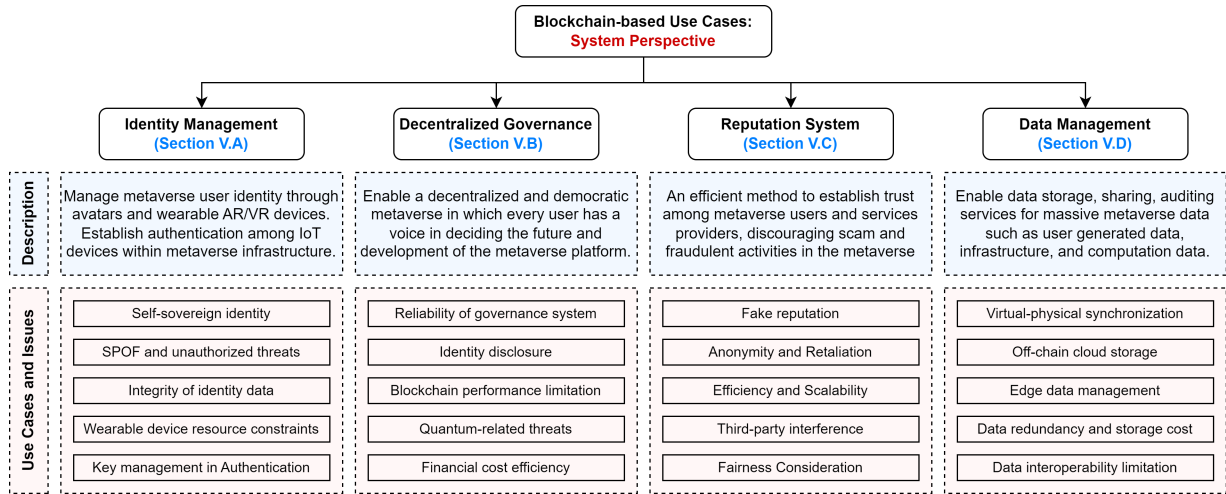 Blockchain-based Use Cases:
System Perspective
Identity Management
(Section V.A)
Decentralized Governance
(Section V.B)
Reputation System
(Section V.C)
Data Management
(Section V.D)
Description
Manage metaverse user identity through
avatars and wearable AR/VR devices.
Establish authentication among IoT
devices within metaverse infrastructure.
Enable a decentralized and democratic
metaverse in which every user has a
voice in deciding the future and
development of the metaverse platform.
An efficient method to establish trust
among metaverse users and services
providers, discouraging scam and
fraudulent activities in the metaverse
Enable data storage, sharing, auditing
services for massive metaverse data
such as user generated data,
infrastructure, and computation data.
Use Cases and Issues
Self-sovereign identity
SPOF and unauthorized threats
Integrity of identity data
Wearable device resource constraints
Key management in Authentication
Reliability of governance system
Identity disclosure
Blockchain performance limitation
Quantum-related threats
Financial cost efficiency
Fake reputation
Anonymity and Retaliation
Efficiency and Scalability
Third-party interference
Fairness Consideration
Virtual-physical synchronization
Off-chain cloud storage
Edge data management
Data redundancy and storage cost
Data interoperability limitation